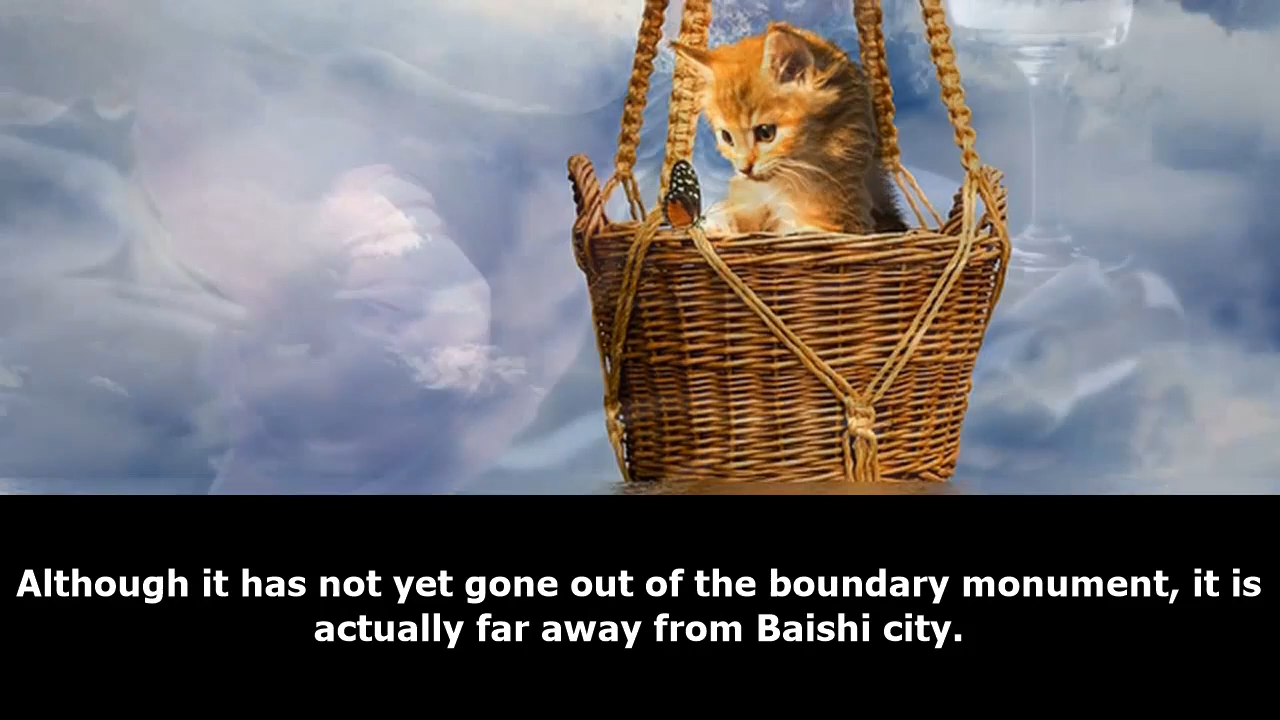 Although it has not yet gone out of the boundary monument, it is
actually far away from Baishi city.